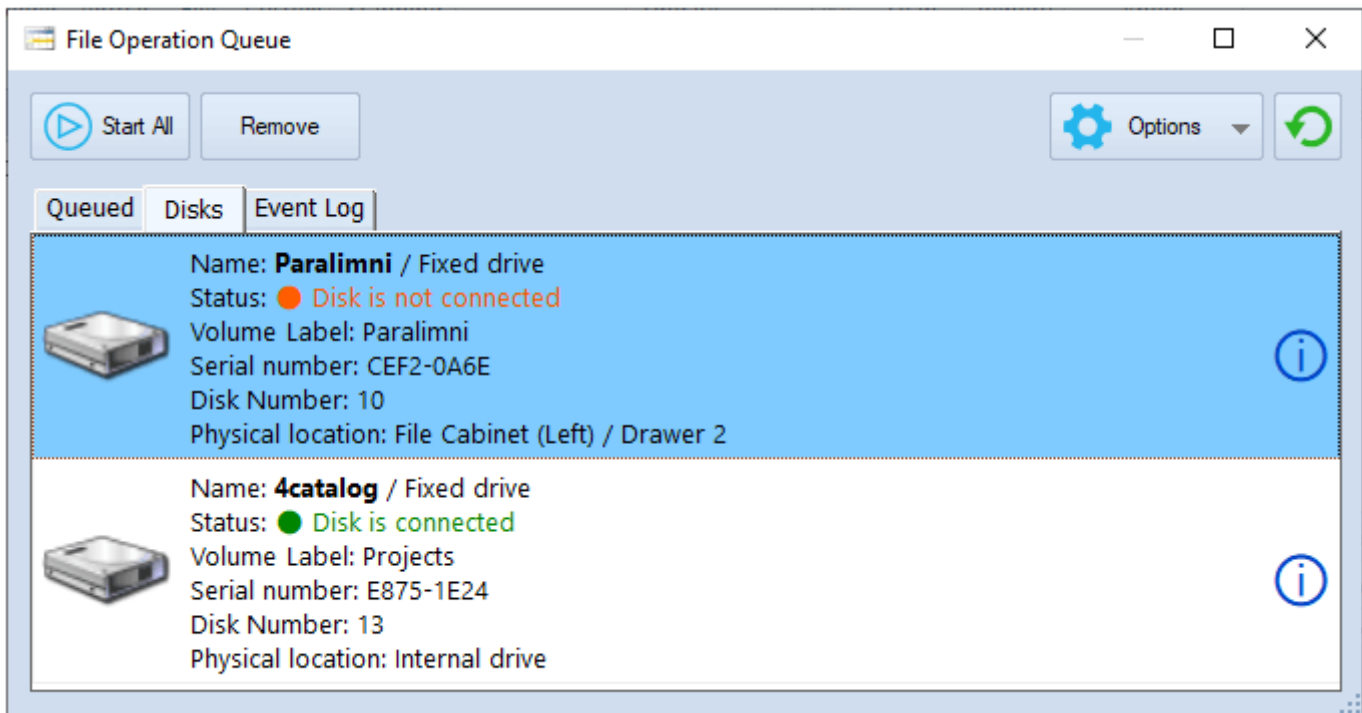 File Operation Queue
Start All
Remove
Options
Queued
Disks
Event Log
Name: Paralimni / Fixed drive
Status: Disk is not connected
Volume Label: Paralimni
Serial number: CEF2-0A6E
Disk Number: 10
Physical location: File Cabinet (Left) / Drawer 2
Name: 4catalog / Fixed drive
Status: Disk is connected
Volume Label: Projects
Serial number: E875-1E24
Disk Number: 13
Physical location: Internal drive